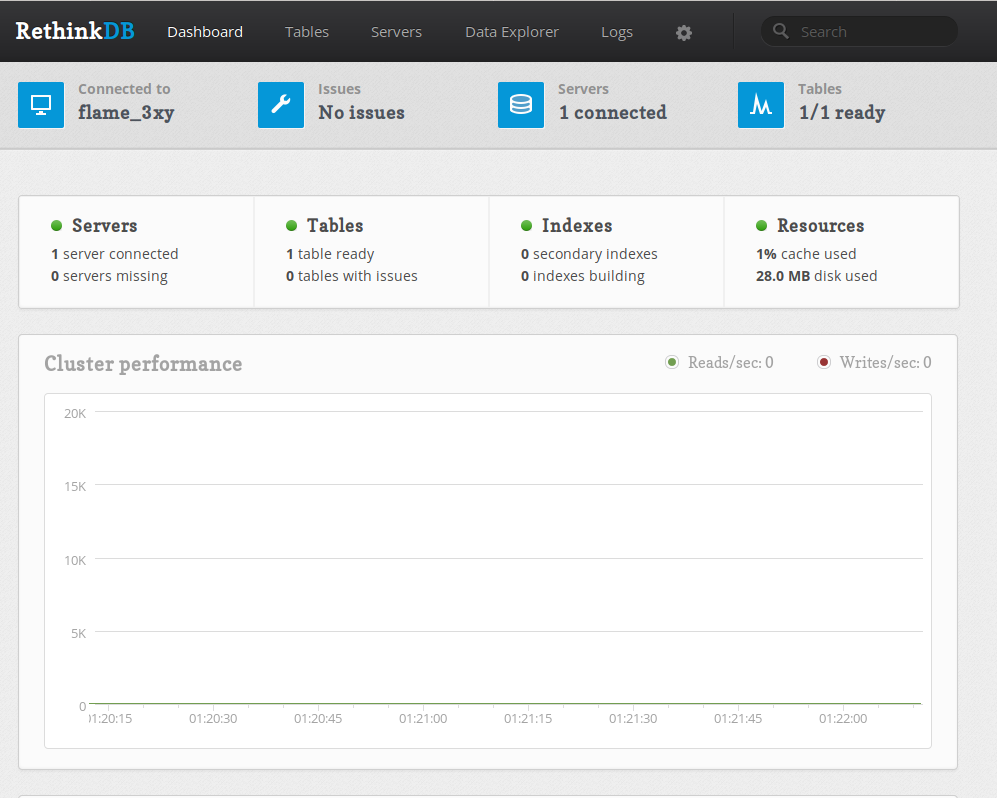 RethinkDB Dashboard Tables Servers Data Explorer Logs Search
Connected to Issues Servers Tables
flame_3xy No issues 1 connected 1/1 ready
Servers Tables Indexes Resources
1 server connected 1 table ready 0 secondary indexes 1% cache used
0 servers missing 0 tables with issues 0 indexes building 28.0 MB disk used
Cluster performance Reads/sec: 0 Writes/sec: 0
20K
15K
10K
5K
0
01:20:15 01:20:30 01:20:45 01:21:00 01:21:15 01:21:30 01:21:45 01:22:00